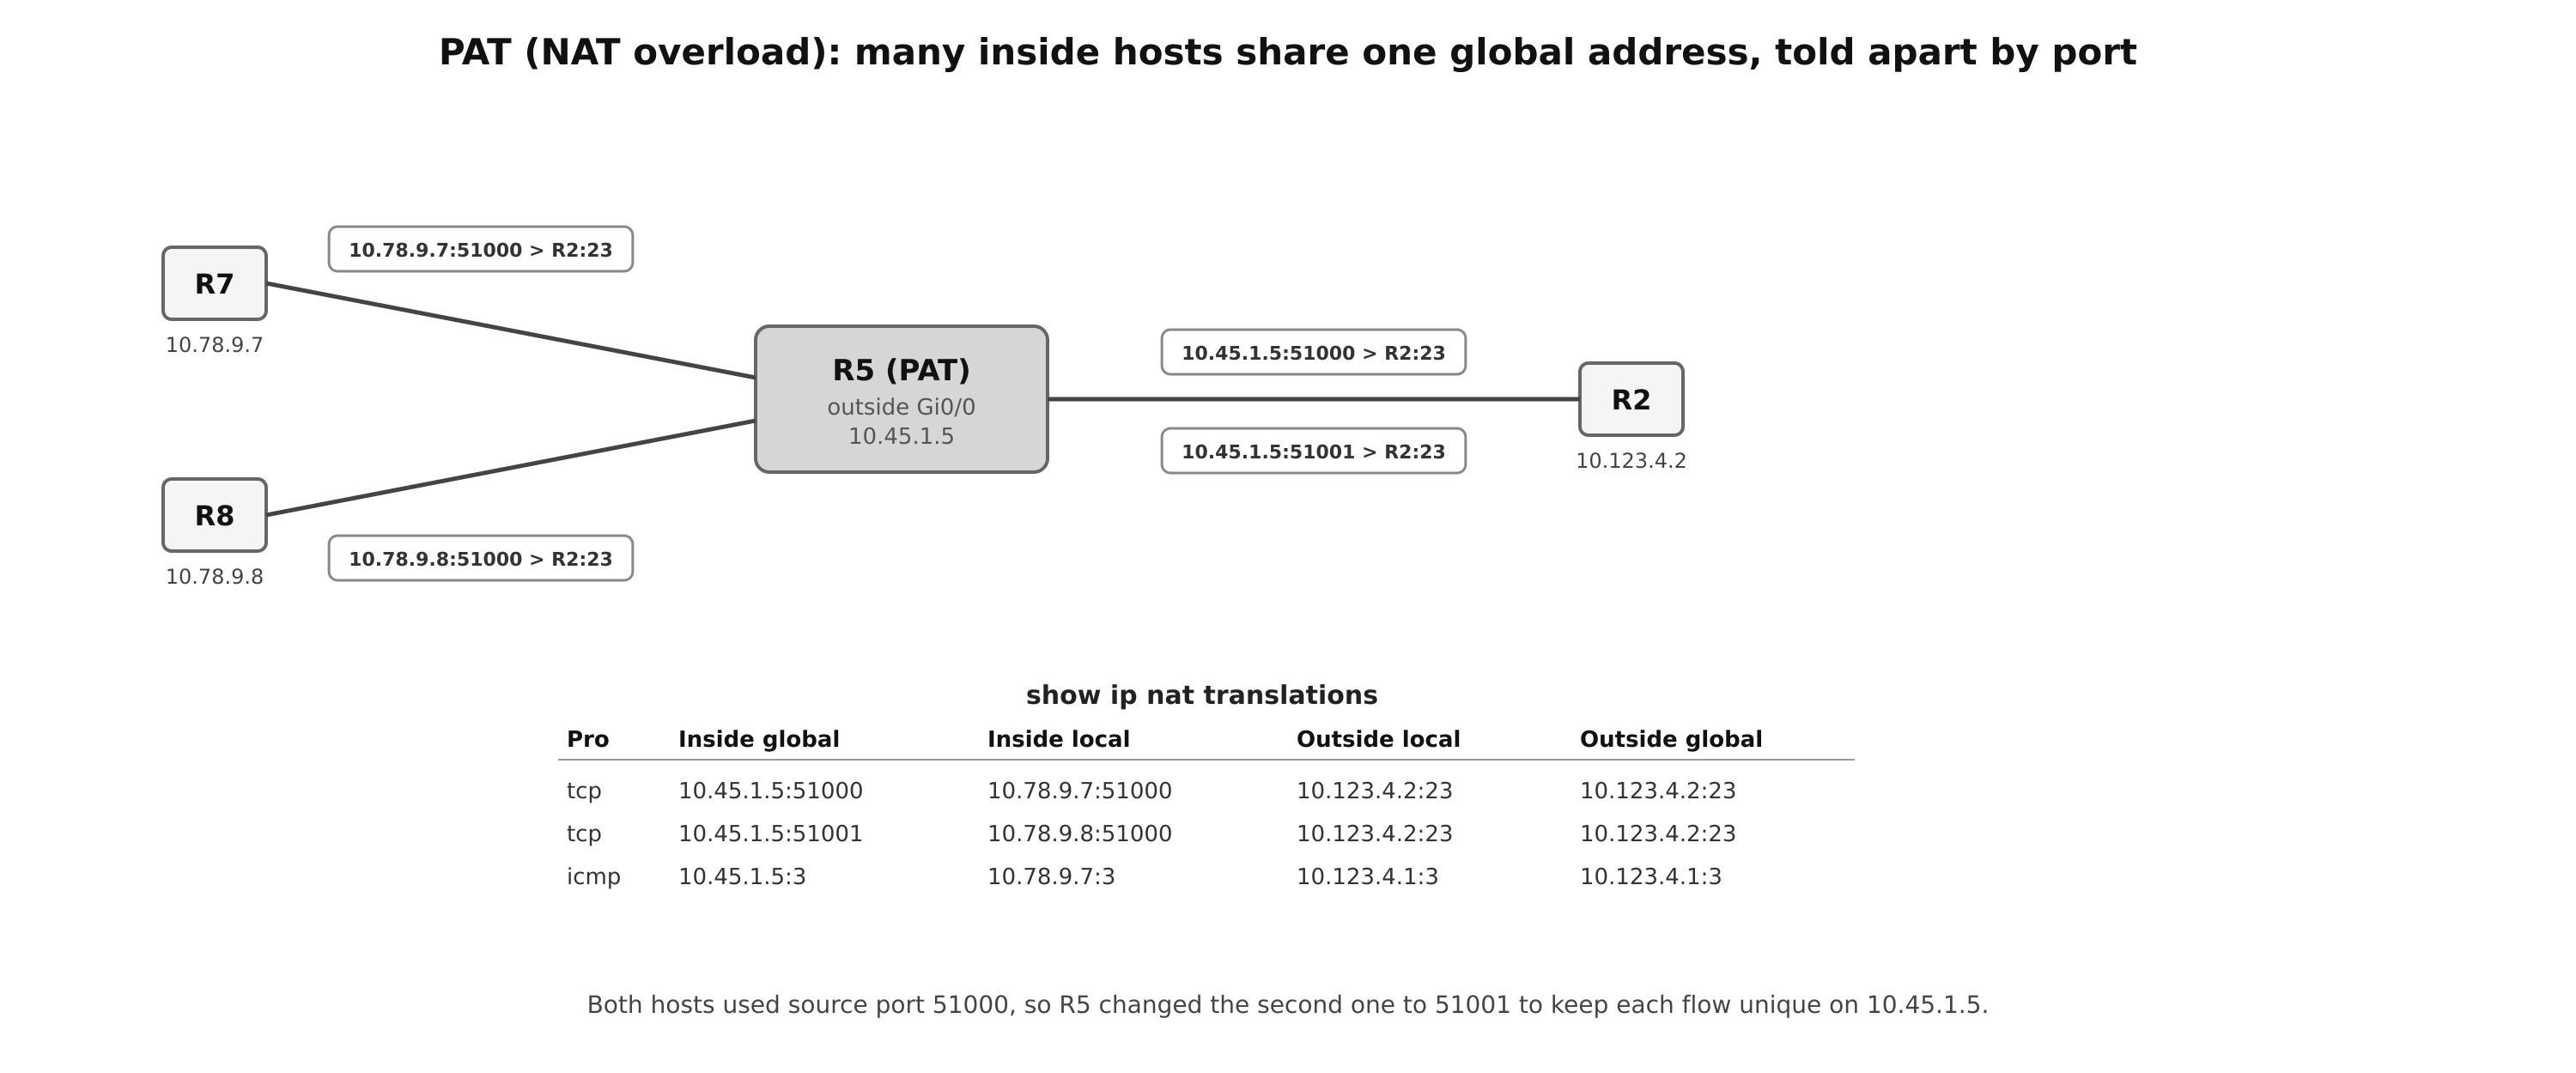 PAT (NAT overload): many inside hosts share one global address, told apart by port
10.78.9.7:51000 > R2:23
R7
10.78.9.7
R5 (PAT)
outside Gi0/0
10.45.1.5
10.45.1.5:51000 > R2:23
10.45.1.5:51001 > R2:23
R2
10.123.4.2
R8
10.78.9.8
10.78.9.8:51000 > R2:23
show ip nat translations
Pro Inside global Inside local Outside local Outside global
tcp 10.45.1.5:51000 10.78.9.7:51000 10.123.4.2:23 10.123.4.2:23
tcp 10.45.1.5:51001 10.78.9.8:51000 10.123.4.2:23 10.123.4.2:23
icmp 10.45.1.5:3 10.78.9.7:3 10.123.4.1:3 10.123.4.1:3
Both hosts used source port 51000, so R5 changed the second one to 51001 to keep each flow unique on 10.45.1.5.